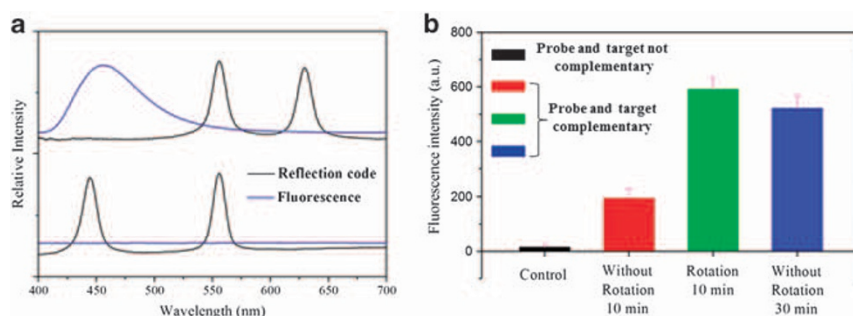 a
Relative Intensity
Reflection code
Fluorescence
400 450 500 550 600 650 700
Wavelength (nm)
b
Fluorescence intensity (a.u.)
800
600
400
200
0
Probe and target not
complementary
Probe and target
complementary
Control
Without
Rotation
10 min
Rotation
10 min
Without
Rotation
30 min